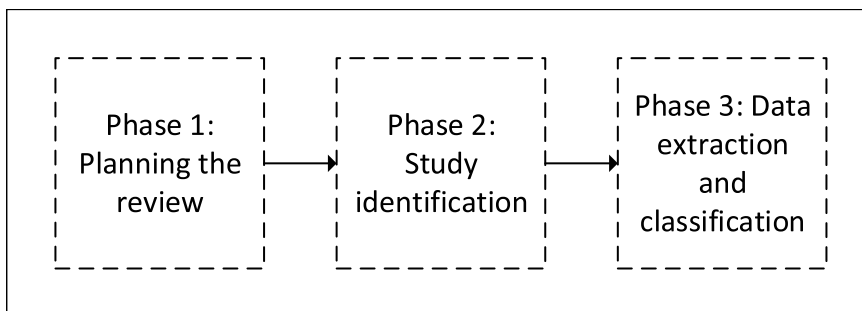 Phase 1:
Planning the
review
Phase 2:
Study
identification
Phase 3: Data
extraction
and
classification